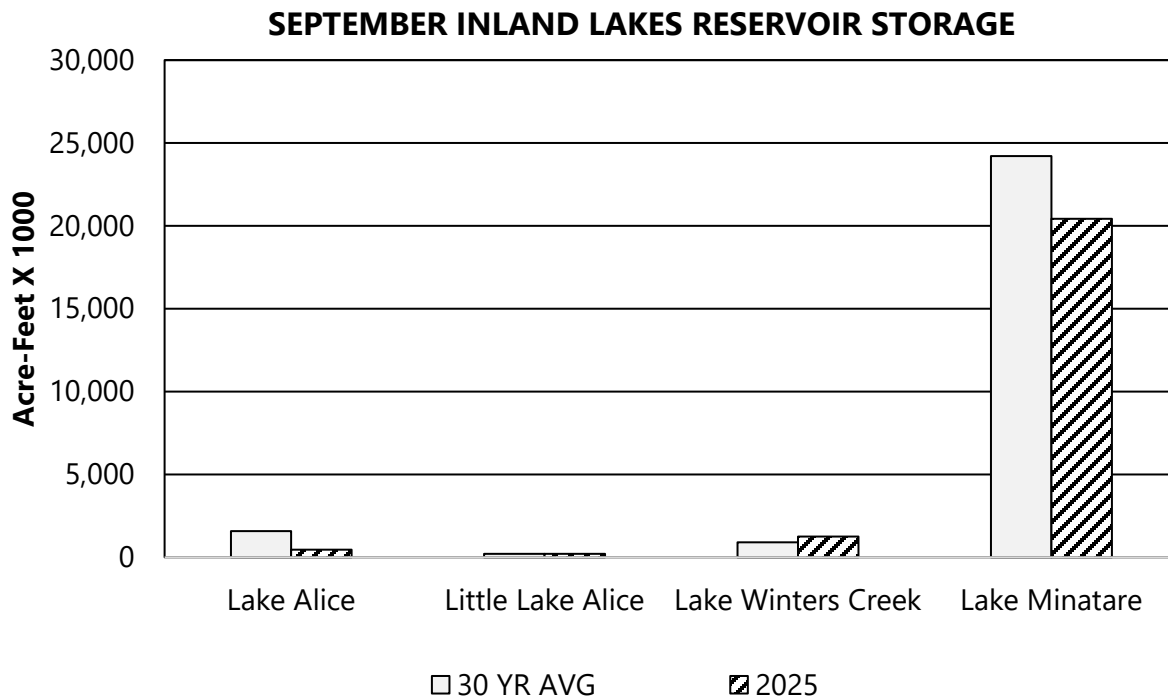 SEPTEMBER INLAND LAKES RESERVOIR STORAGE
30,000
25,000
20,000
15,000
10,000
5,000
0
Acre-Feet X 1000
Lake Alice
Little Lake Alice
Lake Winters Creek
Lake Minatare
30 YR AVG
2025